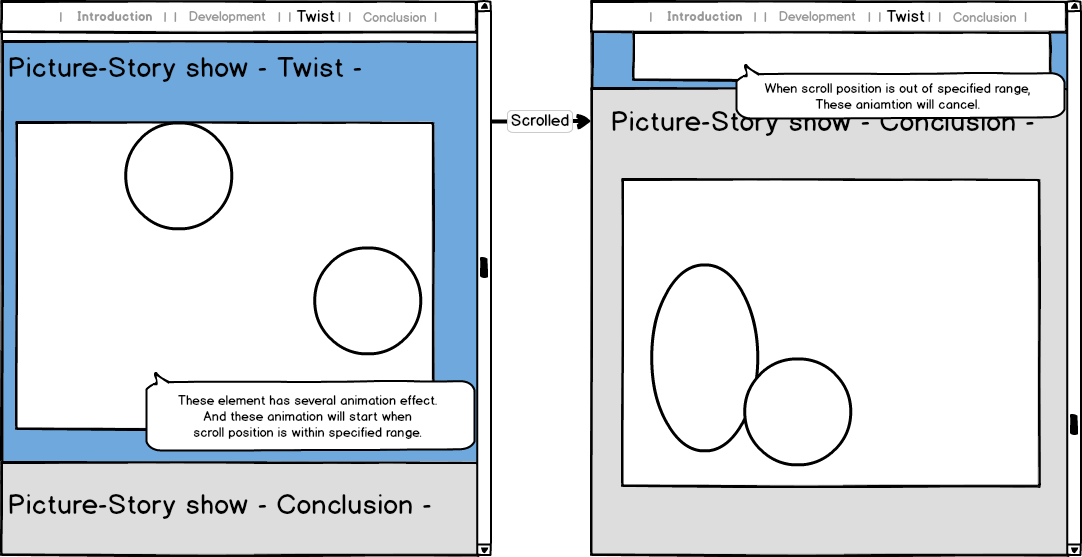 | Introduction | | Development | | Twist | | Conclusion |
Picture-Story show - Twist -
These element has several animation effect.
And these animation will start when
scroll position is within specified range.
Picture-Story show - Conclusion -
Scrolled
| Introduction | | Development | | Twist | | Conclusion |
When scroll position is out of specified range,
These aniamtion will cancel.
Picture-Story show - Conclusion -